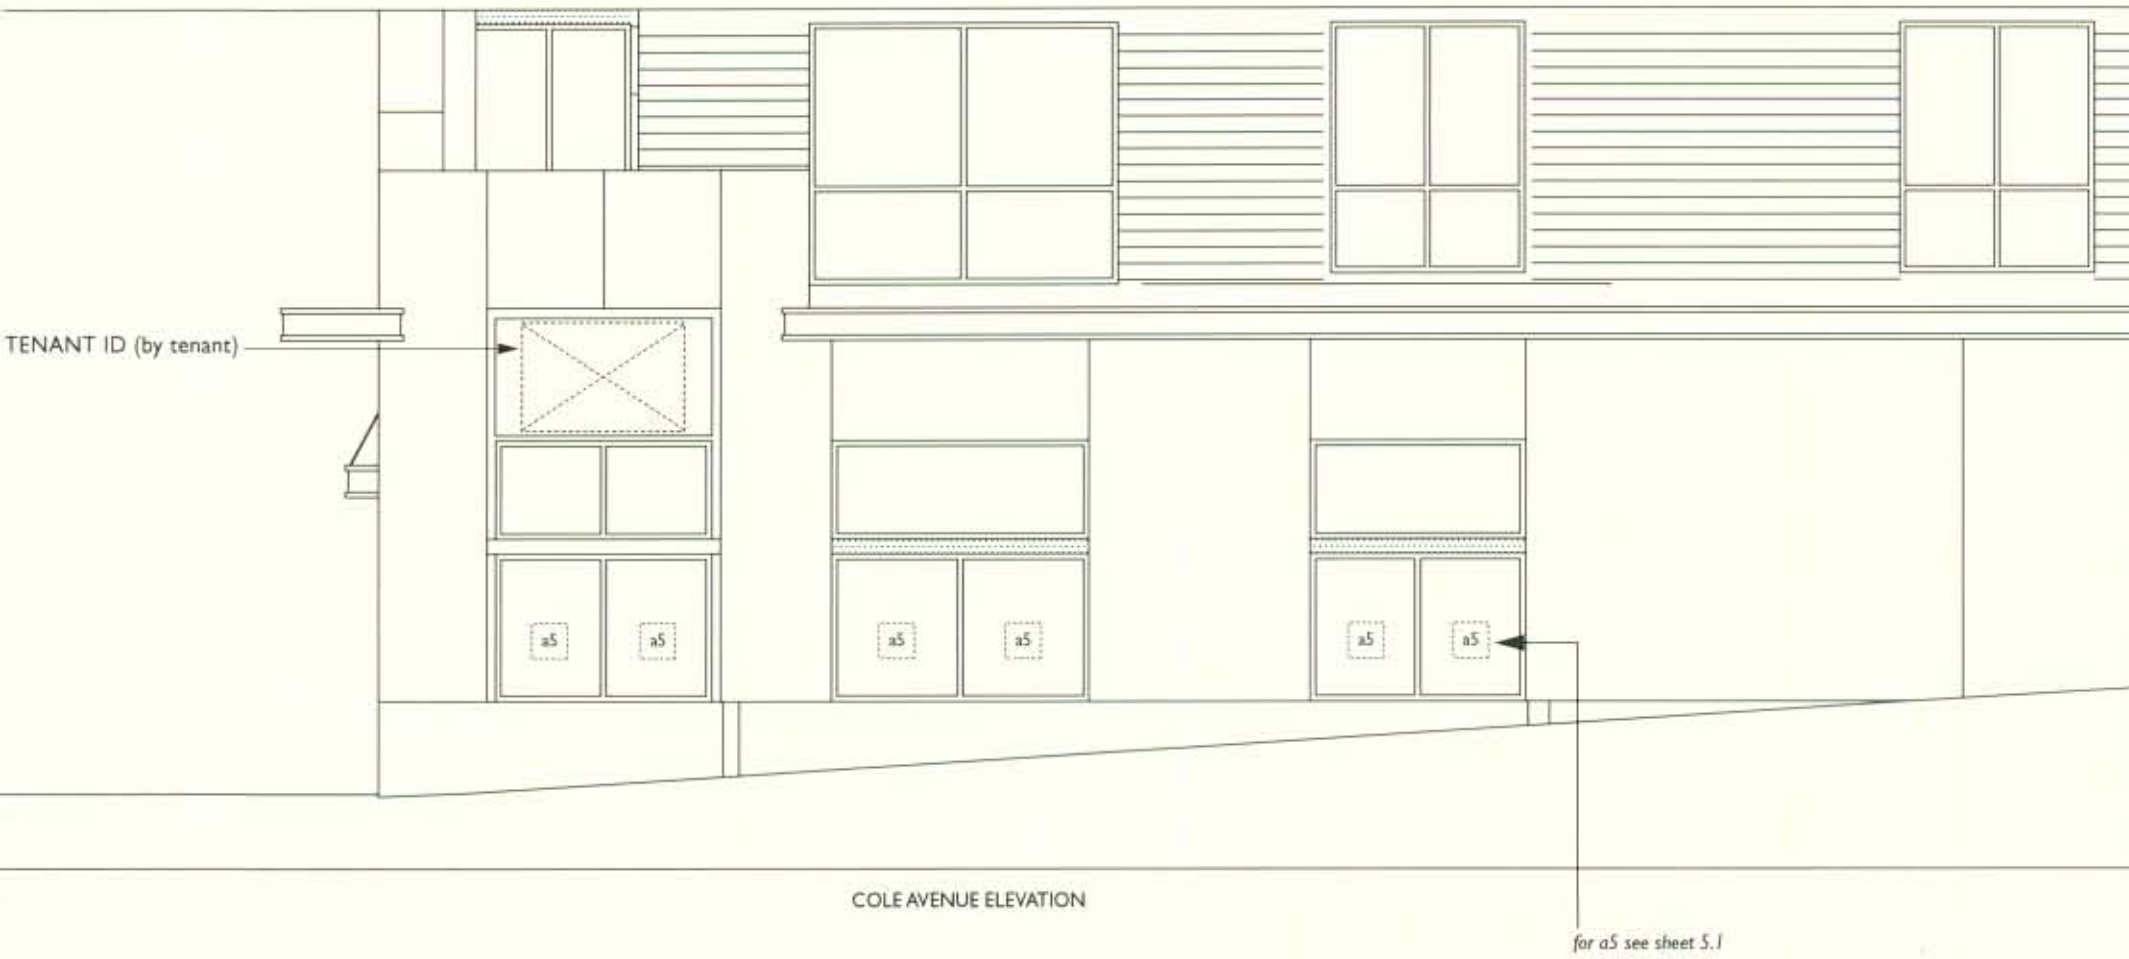 TENANT ID (by tenant)
a5 a5 a5 a5 a5 a5
COLE AVENUE ELEVATION
for a5 see sheet 5.1